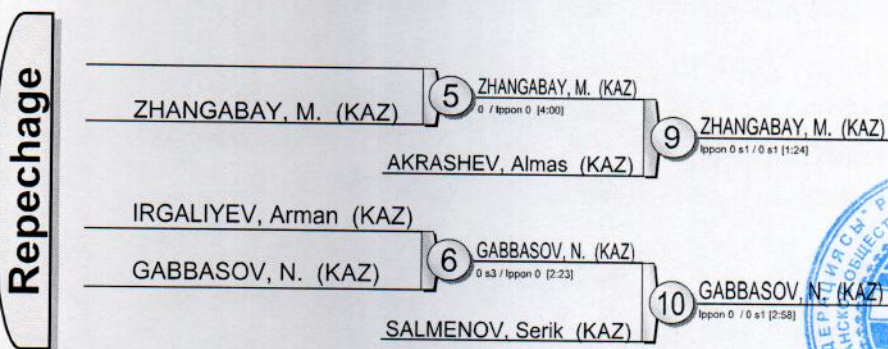 Repechage
ZHANGABAY, M. (KAZ)
5
ZHANGABAY, M. (KAZ)
0 / Ippon 0 [4:00]
AKRASHEV, Almas (KAZ)
9
ZHANGABAY, M. (KAZ)
Ippon 0 s1 / 0 s1 [1:24]
IRGALIYEV, Arman (KAZ)
GABBASOV, N. (KAZ)
6
GABBASOV, N. (KAZ)
0 s3 / Ippon 0 [2:23]
SALMENOV, Serik (KAZ)
10
GABBASOV, N. (KAZ)
Ippon 0 / 0 s1 [2:58]